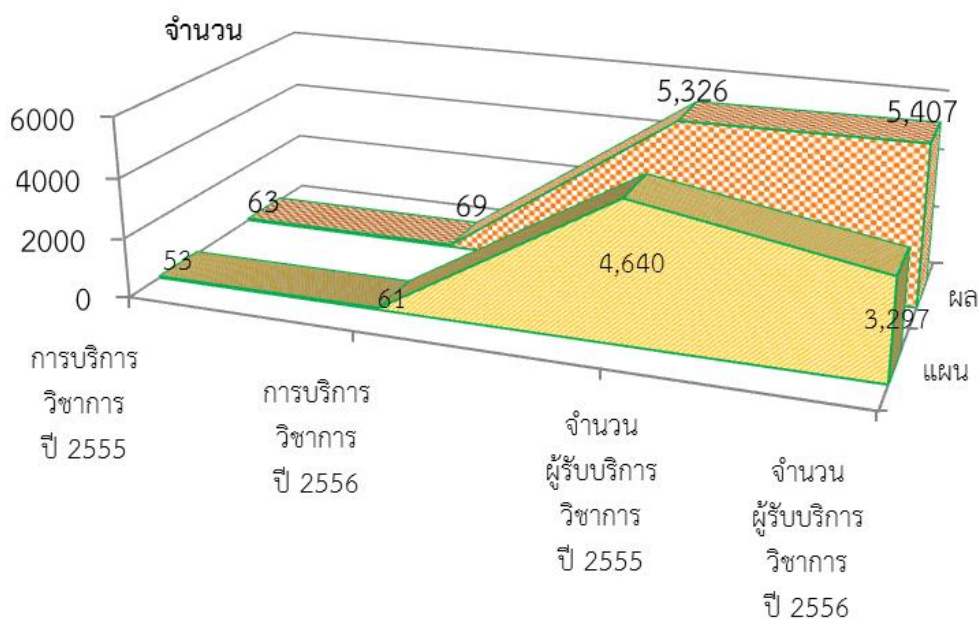 จำนวน
5,326
5,407
6000
4000
2000
0
63
69
53
61
4,640
3,297
ผล
แผน
การบริการ
วิชาการ
ปี 2555
การบริการ
วิชาการ
ปี 2556
จำนวน
ผู้รับบริการ
วิชาการ
ปี 2555
จำนวน
ผู้รับบริการ
วิชาการ
ปี 2556